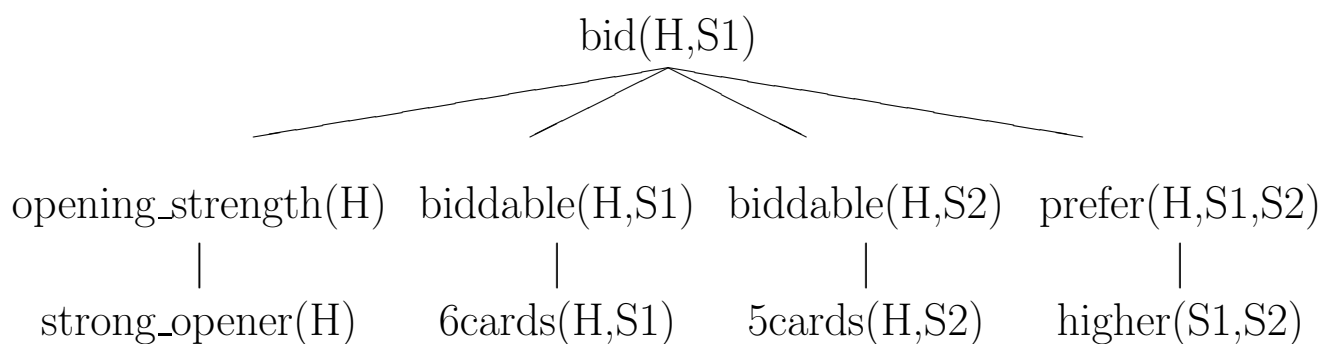 bid(H,S1)
opening_strength(H) biddable(H,S1) biddable(H,S2) prefer(H,S1,S2)
strong_opener(H) 6cards(H,S1) 5cards(H,S2) higher(S1,S2)